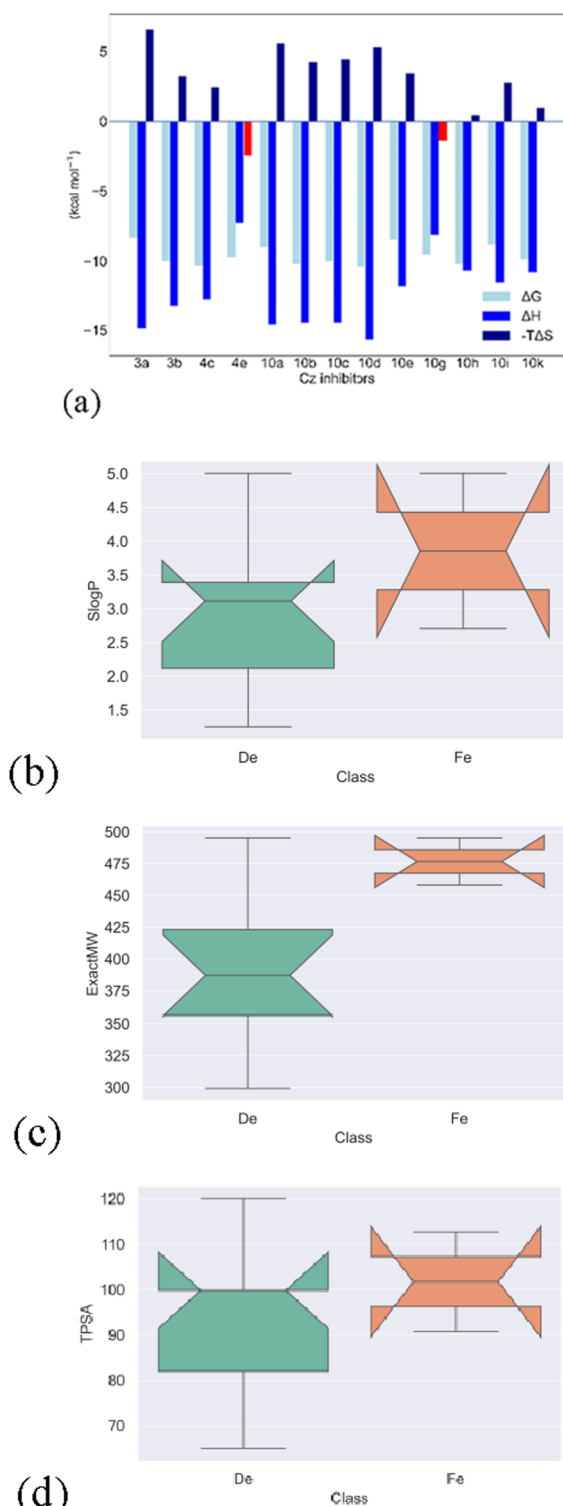 5
0
−5
−10
−15
(kcal mol⁻¹)
ΔG
ΔH
-TΔS
3a 3b 4c 4e 10a 10b 10c 10d 10e 10g 10h 10i 10k
Cz inhibitors
(a)
5.0
4.5
4.0
3.5
3.0
2.5
2.0
1.5
SlogP
De Fe
Class
(b)
500
475
450
425
400
375
350
325
300
ExactMW
De Fe
Class
(c)
120
110
100
90
80
70
TPSA
De Fe
Class
(d)